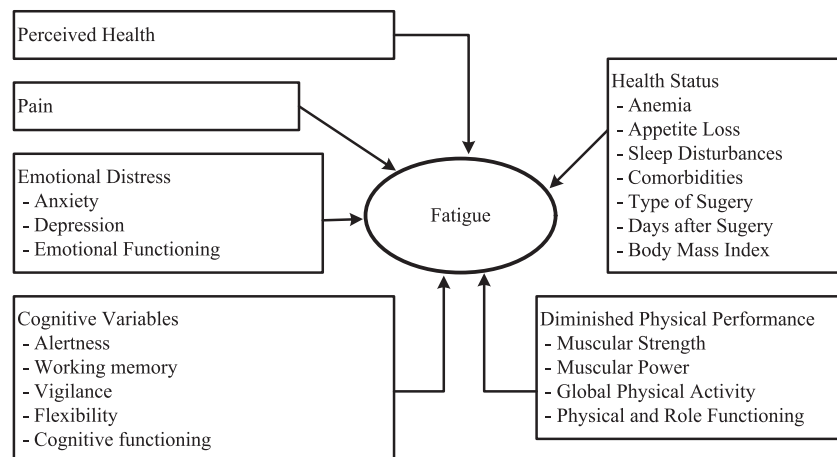 Perceived Health
Pain
Emotional Distress
- Anxiety
- Depression
- Emotional Functioning
Cognitive Variables
- Alertness
- Working memory
- Vigilance
- Flexibility
- Cognitive functioning
Fatigue
Health Status
- Anemia
- Appetite Loss
- Sleep Disturbances
- Comorbidities
- Type of Sugery
- Days after Sugery
- Body Mass Index
Diminished Physical Performance
- Muscular Strength
- Muscular Power
- Global Physical Activity
- Physical and Role Functioning